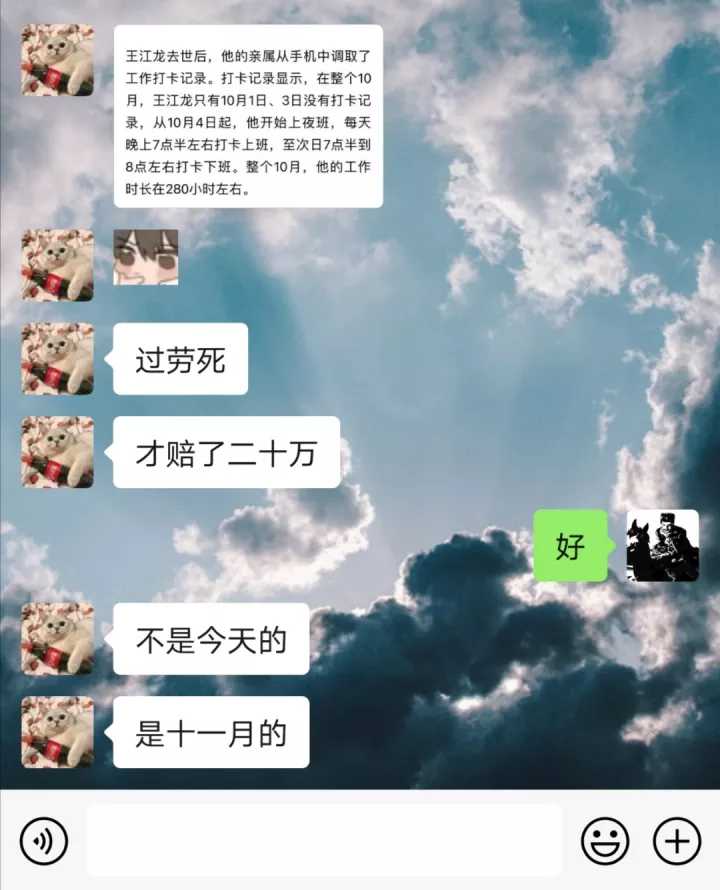 王江龙去世后，他的亲属从手机中调取了
工作打卡记录。打卡记录显示，在整个10
月，王江龙只有10月1日、3日没有打卡记
录，从10月4日起，他开始上夜班，每天
晚上7点半左右打卡上班，至次日7点半到
8点左右打卡下班。整个10月，他的工作
时长在280小时左右。
过劳死
才赔了二十万
好
不是今天的
是十一月的